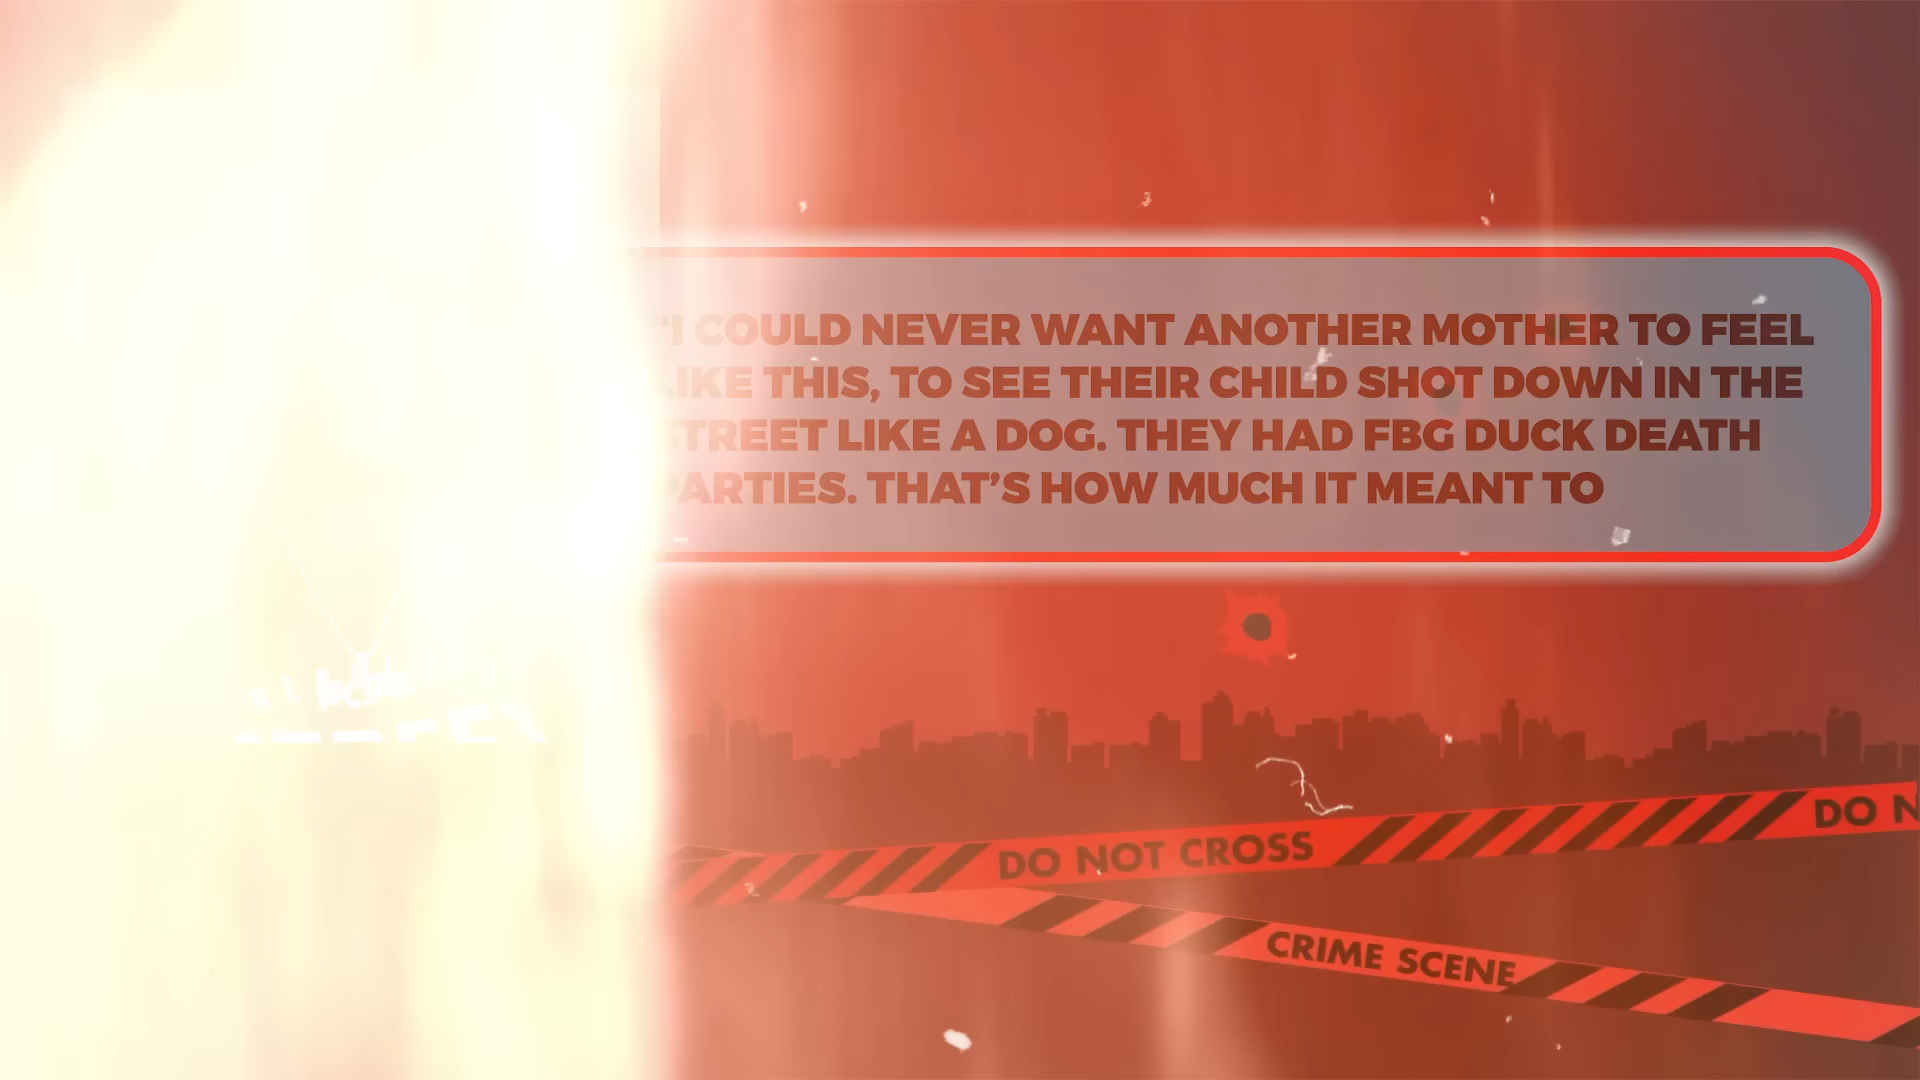 “I COULD NEVER WANT ANOTHER MOTHER TO FEEL
LIKE THIS, TO SEE THEIR CHILD SHOT DOWN IN THE
STREET LIKE A DOG. THEY HAD FBG DUCK DEATH
PARTIES. THAT’S HOW MUCH IT MEANT TO
DO NOT CROSS
DO N
CRIME SCENE